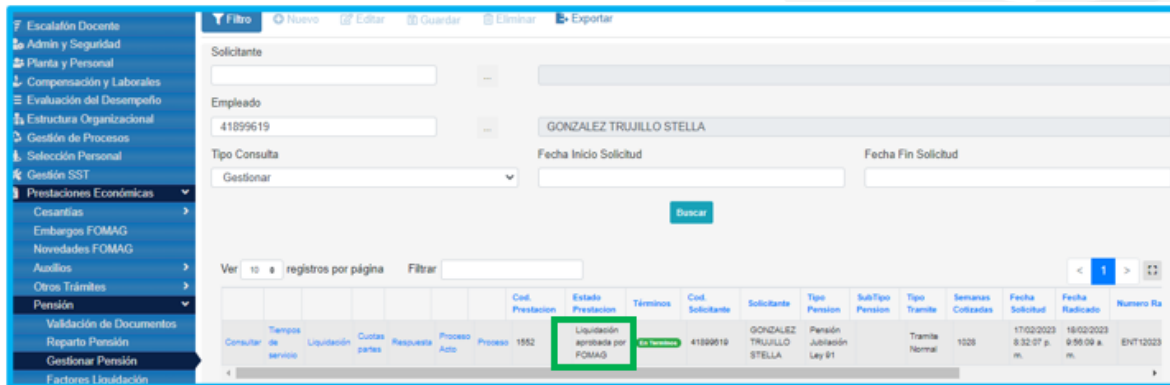 Escalafón Docente
Admin y Seguridad
Planta y Personal
Compensación y Laborales
Evaluación del Desempeño
Estructura Organizacional
Gestión de Procesos
Selección Personal
Gestión SST
Prestaciones Económicas
Cesantías
Embargos FOMAG
Novedades FOMAG
Auxilios
Otros Trámites
Pensión
Validación de Documentos
Reparto Pensión
Gestionar Pensión
Factores Liquidación
Filtro Nuevo Editar Guardar Eliminar Exportar
Solicitante
...
Empleado
41899619 ... GONZALEZ TRUJILLO STELLA
Tipo Consulta Fecha Inicio Solicitud Fecha Fin Solicitud
Gestionar
Buscar
Ver 10 registros por página Filtrar < 1 >
Cod. Estado Cod. Tipo SubTipo Tipo Semanas Fecha Fecha
Prestacion Prestacion Términos Solicitante Solicitante Pension Pension Tramite Cotizadas Solicitud Radicado Numero Ra
Tiempos Liquidación GONZALEZ Pensión 17/02/2023 18/02/2023
Consultar de Liquidación Cuotas Respuesta Proceso Proceso 1552 aprobada por En Terminos 41899619 TRUJILLO Jubilación Tramite 1028 8:32:07 p. 9:56:09 a. ENT12023
servicio partes Acto FOMAG STELLA Ley 91 Normal m. m.